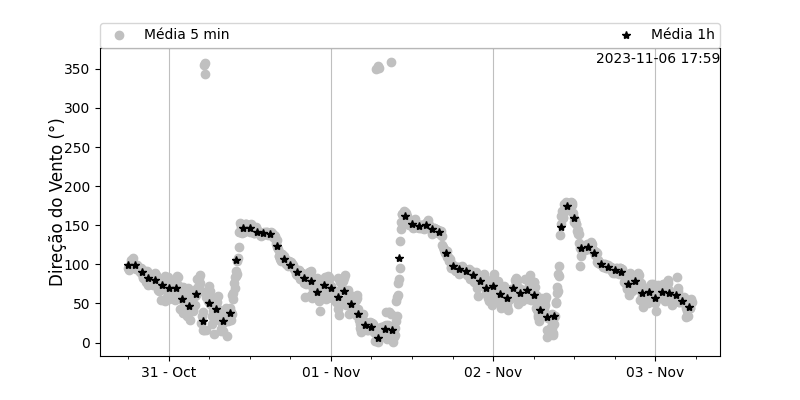 Média 5 min
Média 1h
2023-11-06 17:59
Direção do Vento (°)
350
300
250
200
150
100
50
0
31 - Oct
01 - Nov
02 - Nov
03 - Nov